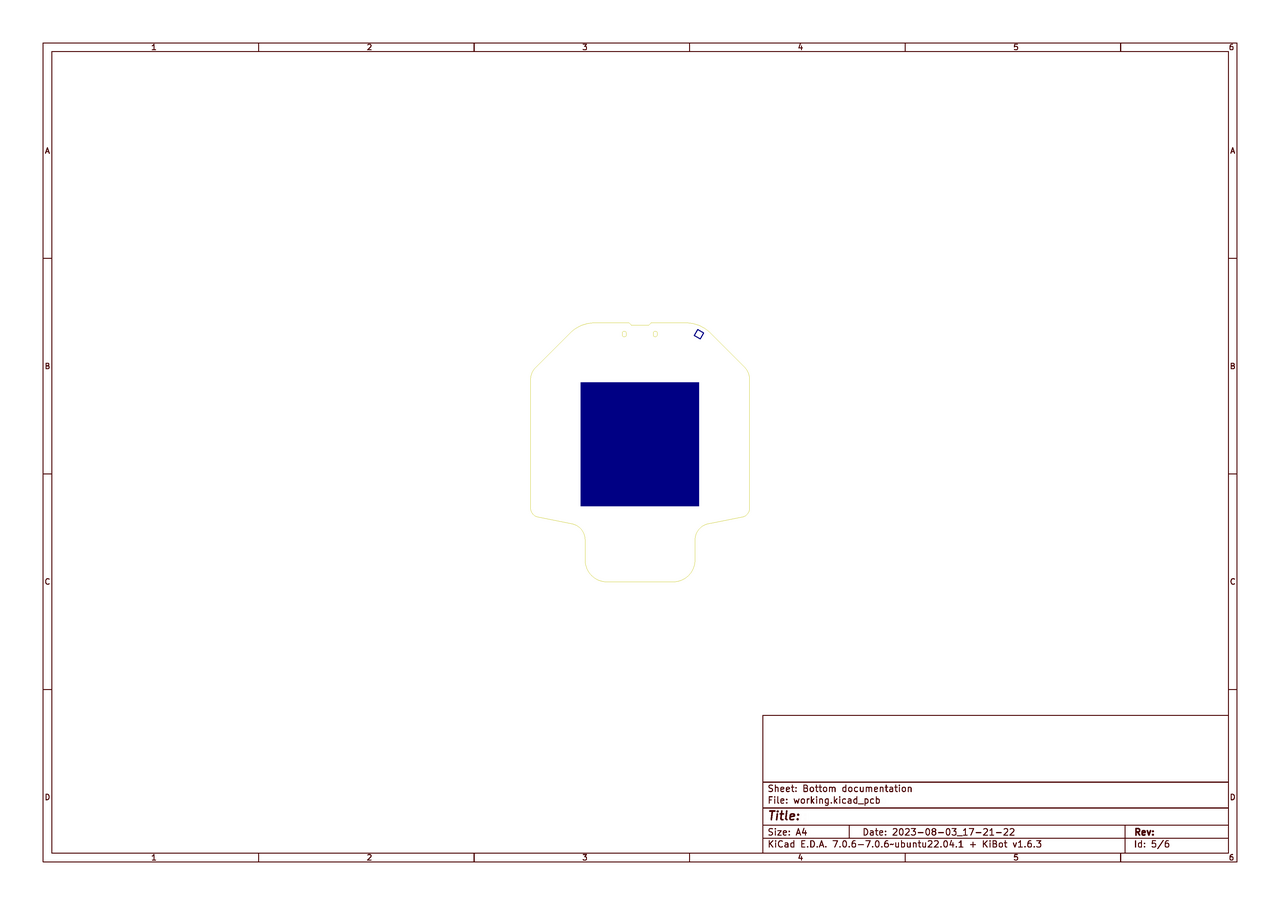 1 2 3 4 5 6
A A
B B
C C
D D
Sheet: Bottom documentation
File: working.kicad_pcb
Title:
Size: A4 Date: 2023-08-03_17-21-22 Rev:
KiCad E.D.A. 7.0.6-7.0.6~ubuntu22.04.1 + KiBot v1.6.3 Id: 5/6
1 2 3 4 5 6